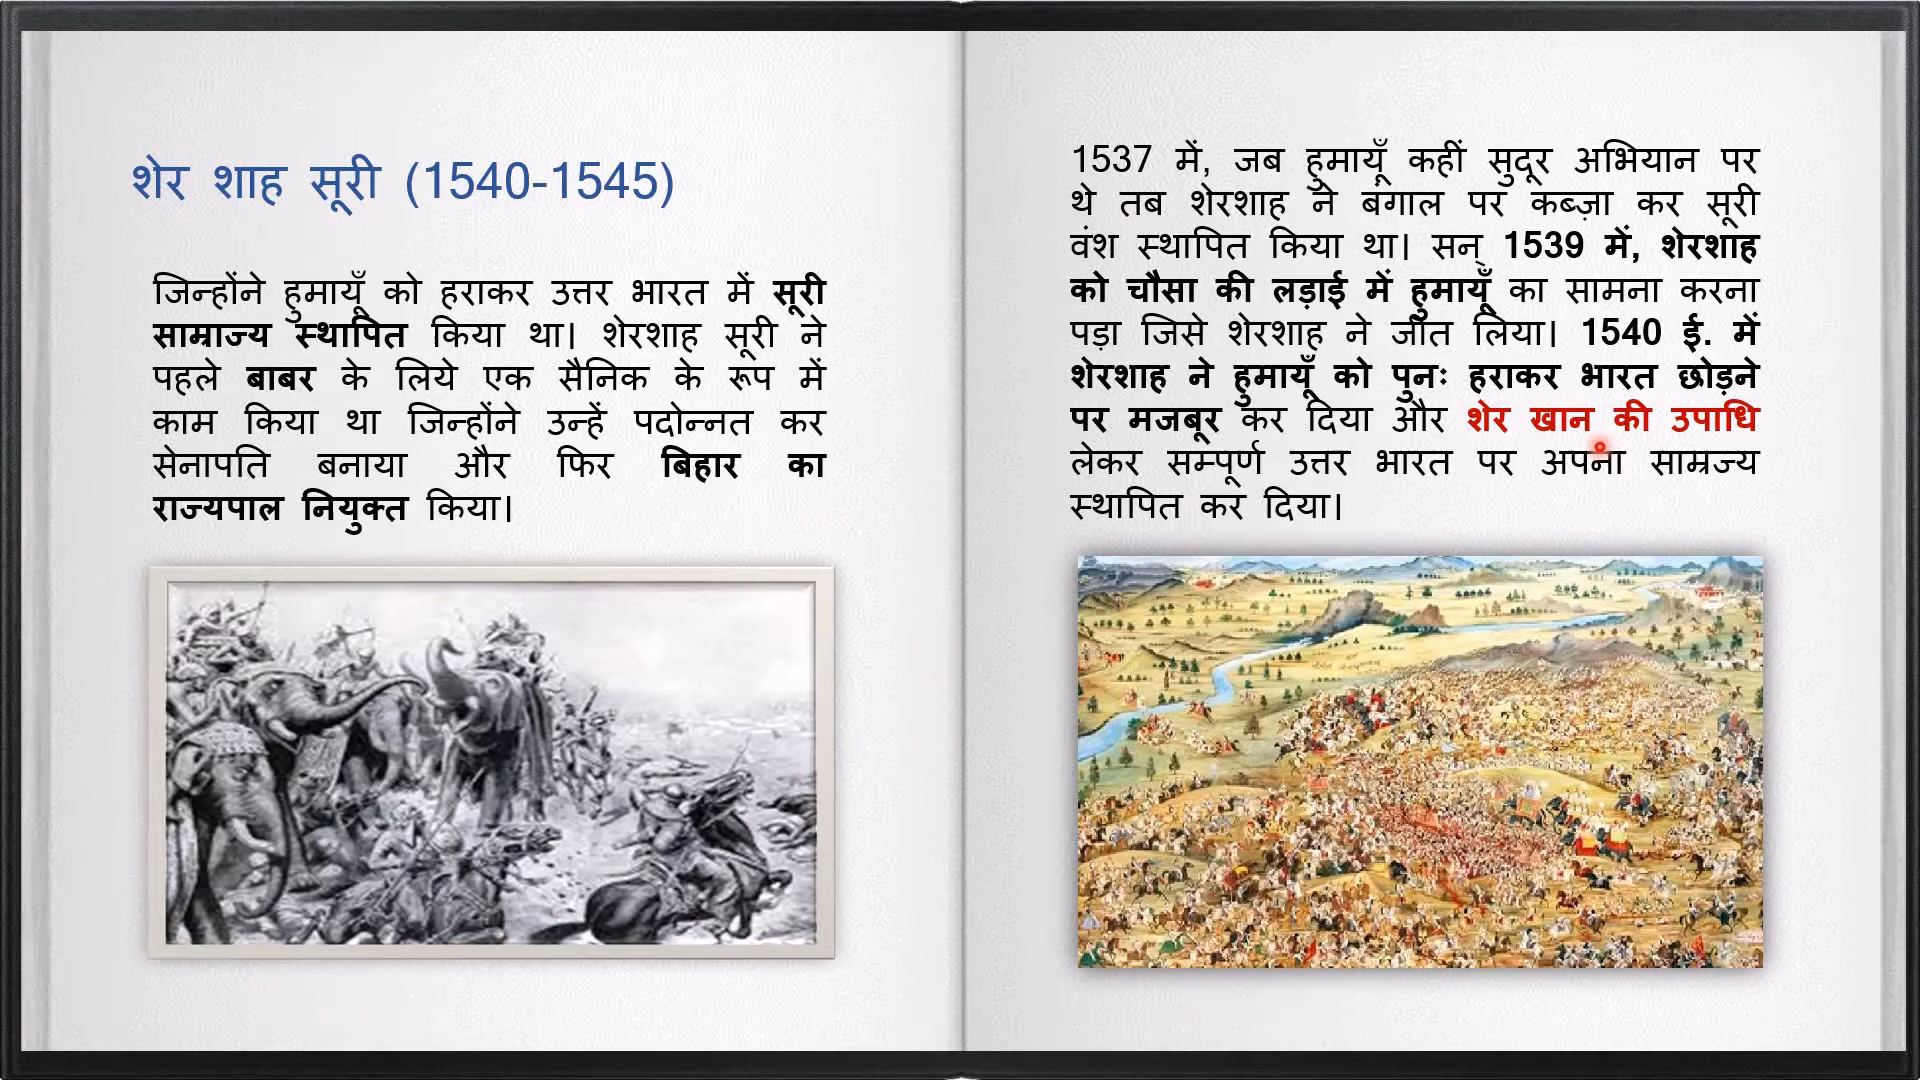 शेर शाह सूरी (1540-1545)
जिन्होंने हुमायूँ को हराकर उत्तर भारत में सूरी
साम्राज्य स्थापित किया था। शेरशाह सूरी ने
पहले बाबर के लिये एक सैनिक के रूप में
काम किया था जिन्होंने उन्हें पदोन्नत कर
सेनापति बनाया और फिर बिहार का
राज्यपाल नियुक्त किया।
1537 में, जब हुमायूँ कहीं सुदूर अभियान पर
थे तब शेरशाह ने बंगाल पर कब्ज़ा कर सूरी
वंश स्थापित किया था। सन् 1539 में, शेरशाह
को चौसा की लड़ाई में हुमायूँ का सामना करना
पड़ा जिसे शेरशाह ने जीत लिया। 1540 ई. में
शेरशाह ने हुमायूँ को पुनः हराकर भारत छोड़ने
पर मजबूर कर दिया और शेर खान की उपाधि
लेकर सम्पूर्ण उत्तर भारत पर अपना साम्रज्य
स्थापित कर दिया।